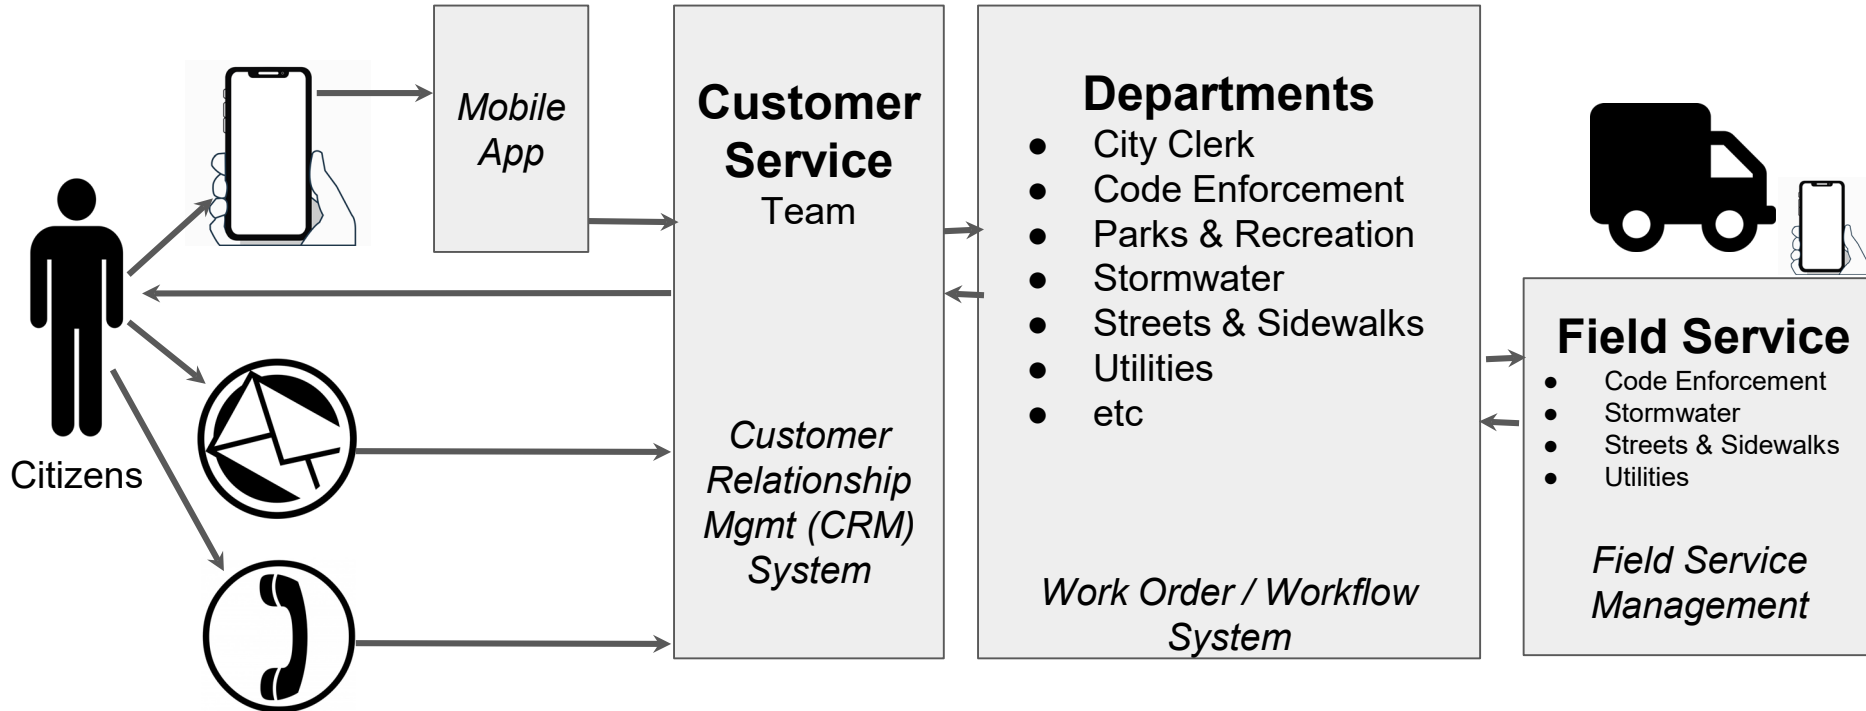 Citizens
Mobile
App
Customer
Service
Team
Customer
Relationship
Mgmt (CRM)
System
Departments
● City Clerk
● Code Enforcement
● Parks & Recreation
● Stormwater
● Streets & Sidewalks
● Utilities
● etc
Work Order / Workflow
System
Field Service
● Code Enforcement
● Stormwater
● Streets & Sidewalks
● Utilities
Field Service
Management